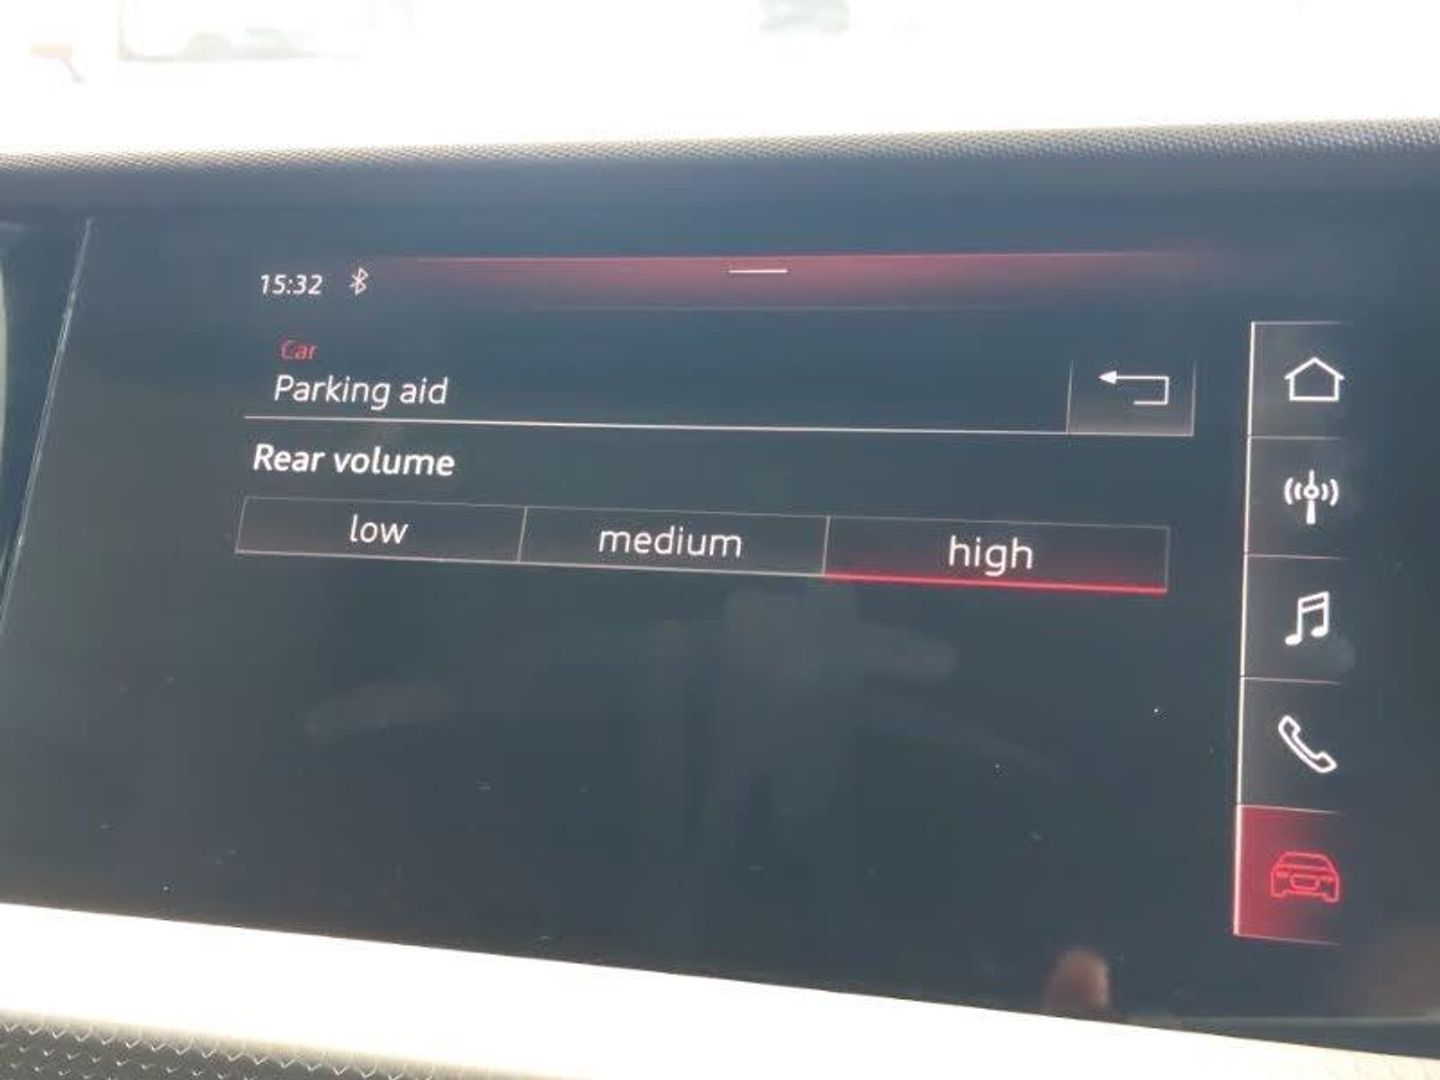 15:32
Car
Parking aid
Rear volume
low medium high